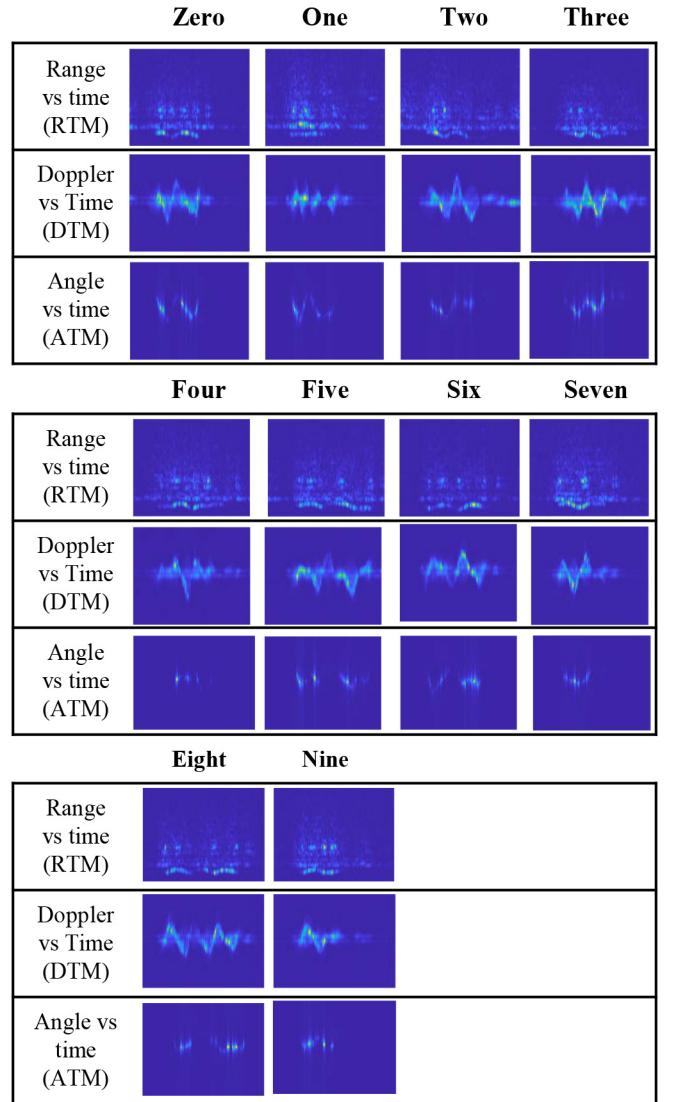 Zero One Two Three
Range
vs time
(RTM)
Doppler
vs Time
(DTM)
Angle
vs time
(ATM)
Four Five Six Seven
Range
vs time
(RTM)
Doppler
vs Time
(DTM)
Angle
vs time
(ATM)
Eight Nine
Range
vs time
(RTM)
Doppler
vs Time
(DTM)
Angle vs
time
(ATM)